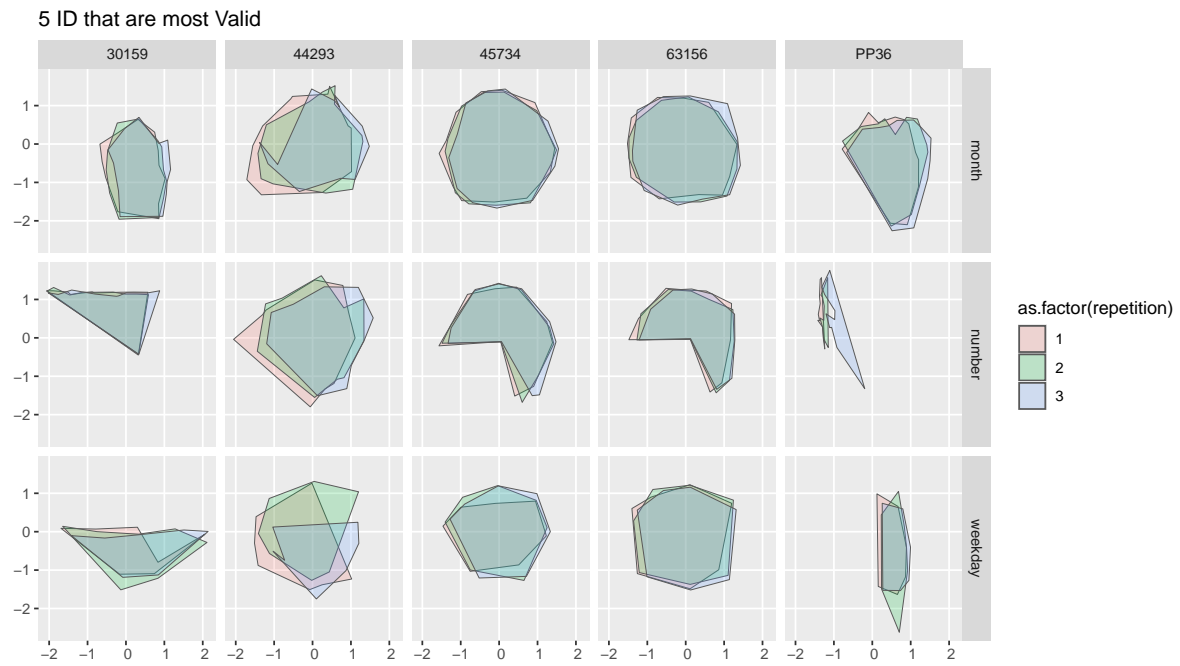 5 ID that are most Valid
30159 44293 45734 63156 PP36
1
0
−1
−2
month
1
0
−1
−2
number
1
0
−1
−2
weekday
−2 −1 0 1 2 −2 −1 0 1 2 −2 −1 0 1 2 −2 −1 0 1 2 −2 −1 0 1 2
as.factor(repetition)
1
2
3